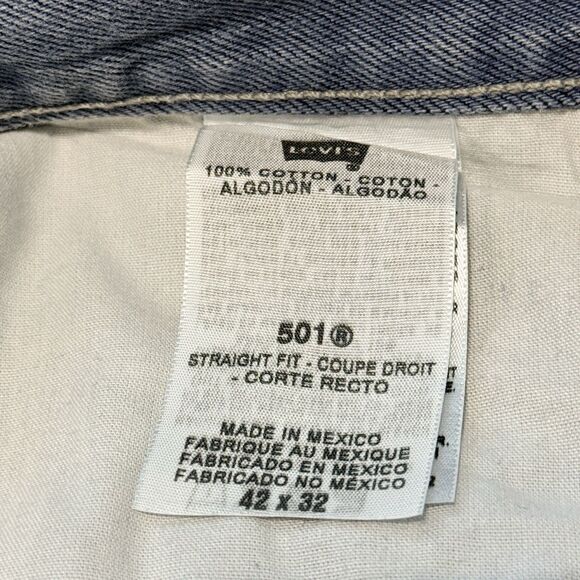 LEVI'S
®
100% COTTON - COTON -
ALGODÓN - ALGODÃO
501®
STRAIGHT FIT - COUPE DROIT
- CORTE RECTO
MADE IN MEXICO
FABRIQUE AU MEXIQUE
FABRICADO EN MEXICO
FABRICADO NO MÉXICO
42 x 32